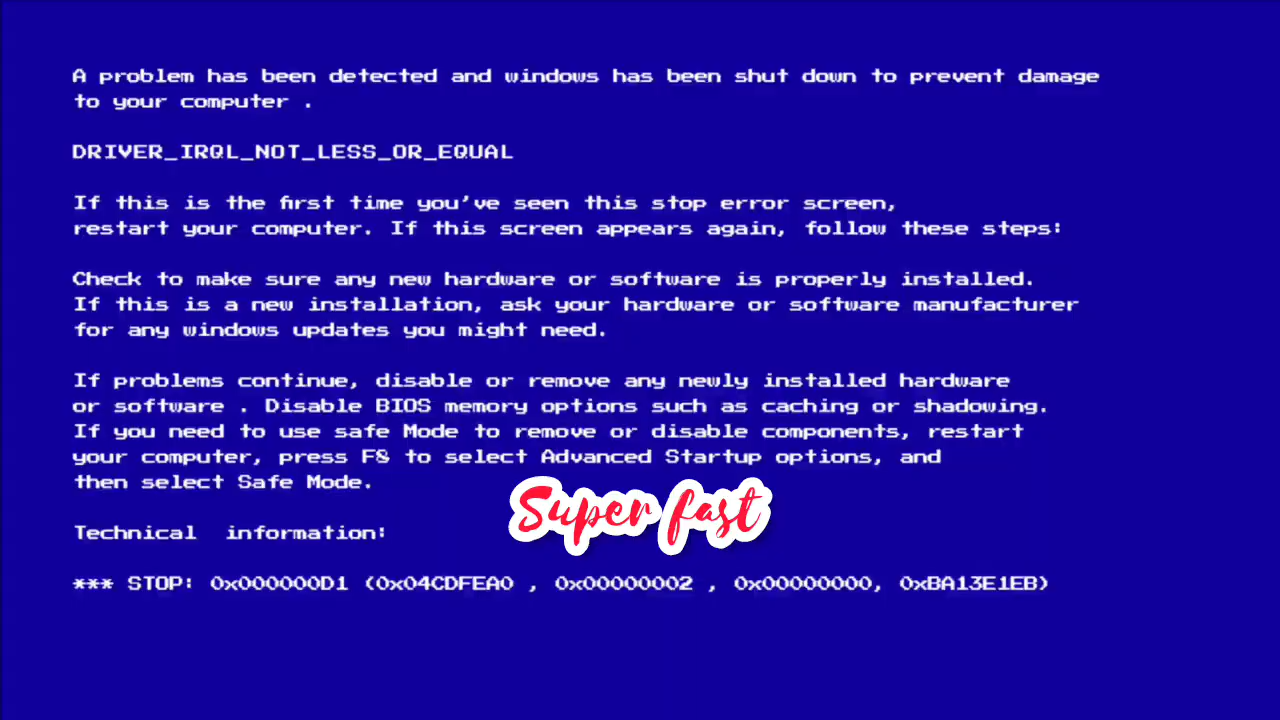 A problem has been detected and windows has been shut down to prevent damage
to your computer .
DRIVER_IRQL_NOT_LESS_OR_EQUAL
If this is the first time you've seen this stop error screen,
restart your computer. If this screen appears again, follow these steps:
Check to make sure any new hardware or software is properly installed.
If this is a new installation, ask your hardware or software manufacturer
for any windows updates you might need.
If problems continue, disable or remove any newly installed hardware
or software . Disable BIOS memory options such as caching or shadowing.
If you need to use safe Mode to remove or disable components, restart
your computer, press F8 to select Advanced Startup options, and
then select Safe Mode.
Super fast
Technical information:
*** STOP: 0x000000D1 (0x04CDFEA0 , 0x00000002 , 0x00000000, 0xBA13E1EB)